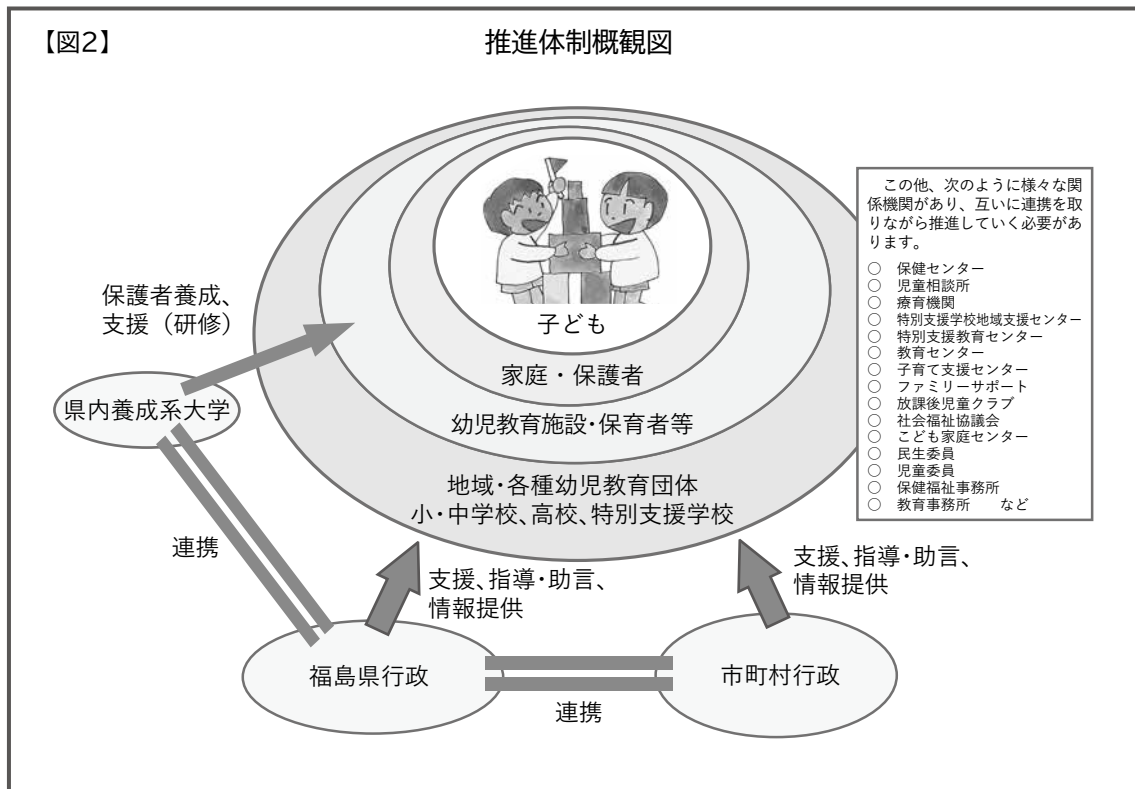 【図2】
推進体制概観図
子ども
家庭・保護者
幼児教育施設・保育者等
地域・各種幼児教育団体
小・中学校、高校、特別支援学校
保護者養成、
支援（研修）
県内養成系大学
連携
支援、指導・助言、
情報提供
支援、指導・助言、
情報提供
福島県行政
連携
市町村行政
この他、次のように様々な関
係機関があり、互いに連携を取
りながら推進していく必要があ
ります。
○　保健センター
○　児童相談所
○　療育機関
○　特別支援学校地域支援センター
○　特別支援教育センター
○　教育センター
○　子育て支援センター
○　ファミリーサポート
○　放課後児童クラブ
○　社会福祉協議会
○　こども家庭センター
○　民生委員
○　児童委員
○　保健福祉事務所
○　教育事務所　　など